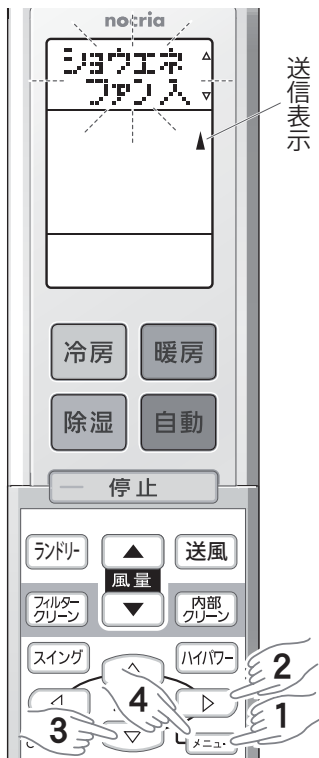 nocria
ショウエネ
ファン 入
送信表示
冷房
暖房
除湿
自動
停止
ランドリー
送風
風量
フィルター
クリーン
内部
クリーン
スイング
ハイパワー
2
4
1
3
メニュー